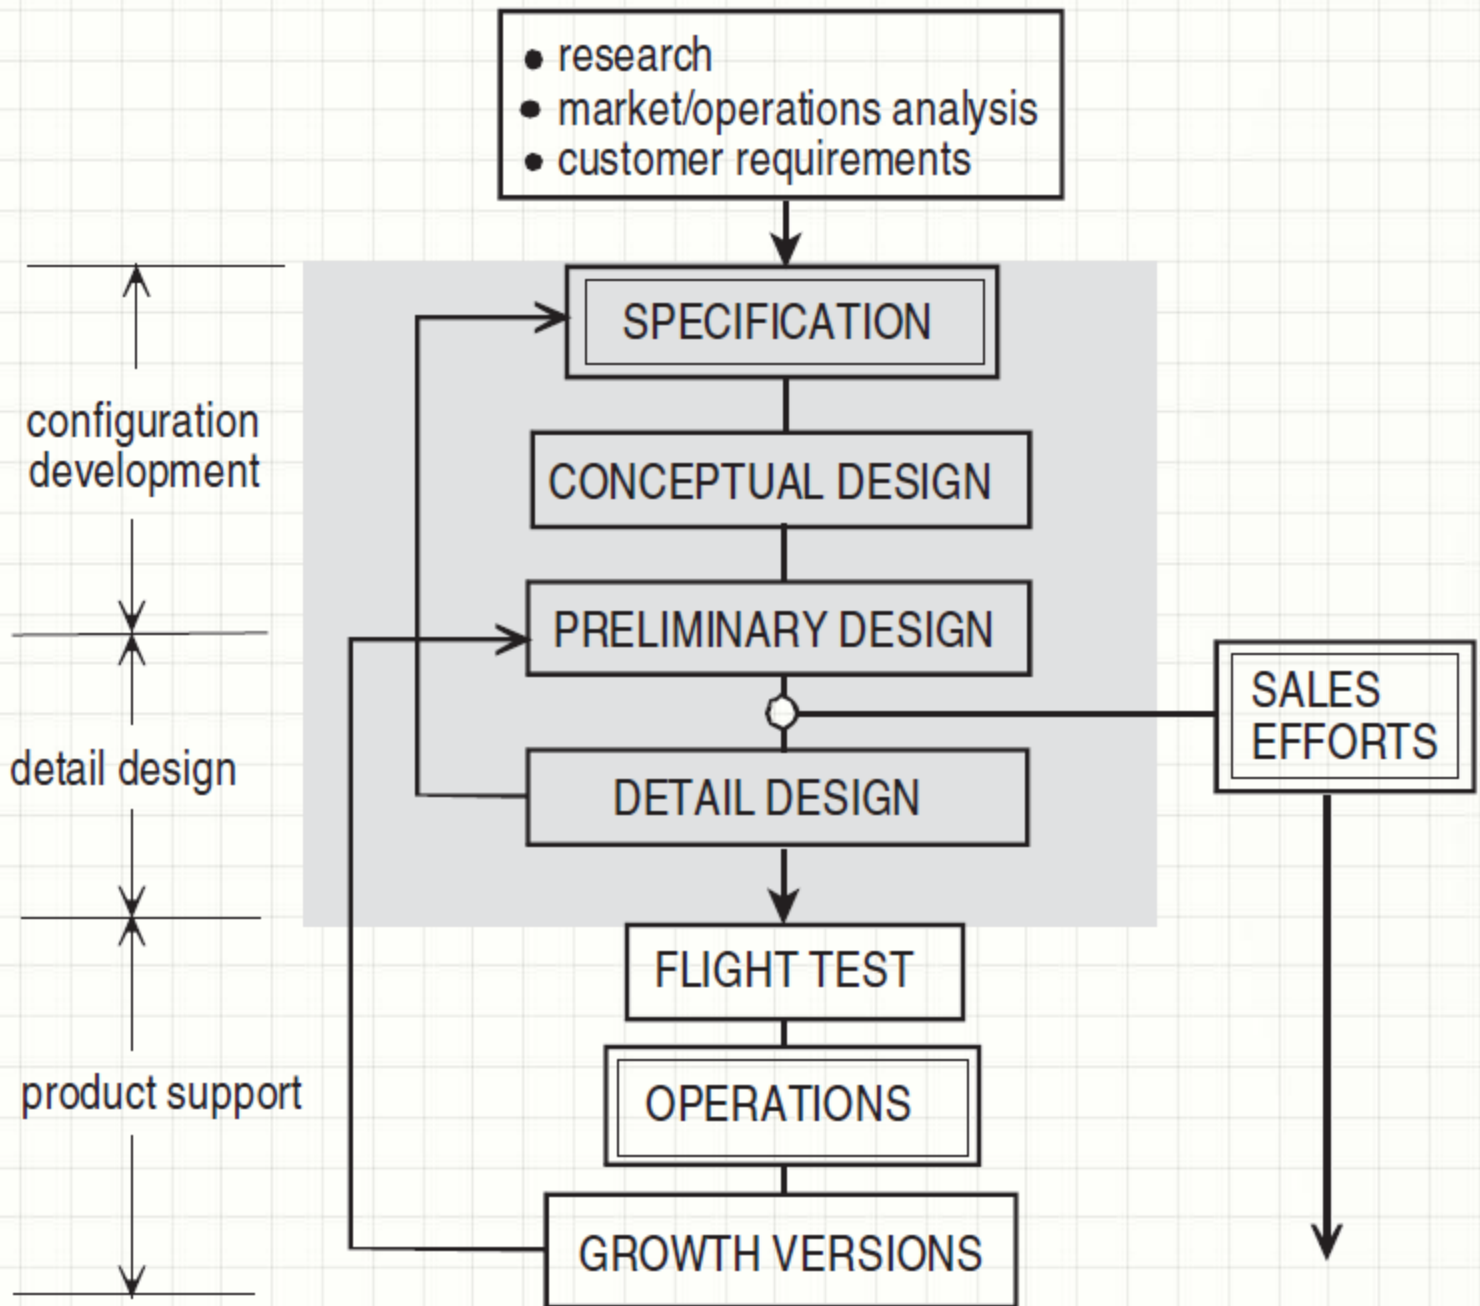 • research
• market/operations analysis
• customer requirements
SPECIFICATION
configuration
development
CONCEPTUAL DESIGN
PRELIMINARY DESIGN
SALES
EFFORTS
detail design
DETAIL DESIGN
FLIGHT TEST
product support
OPERATIONS
GROWTH VERSIONS